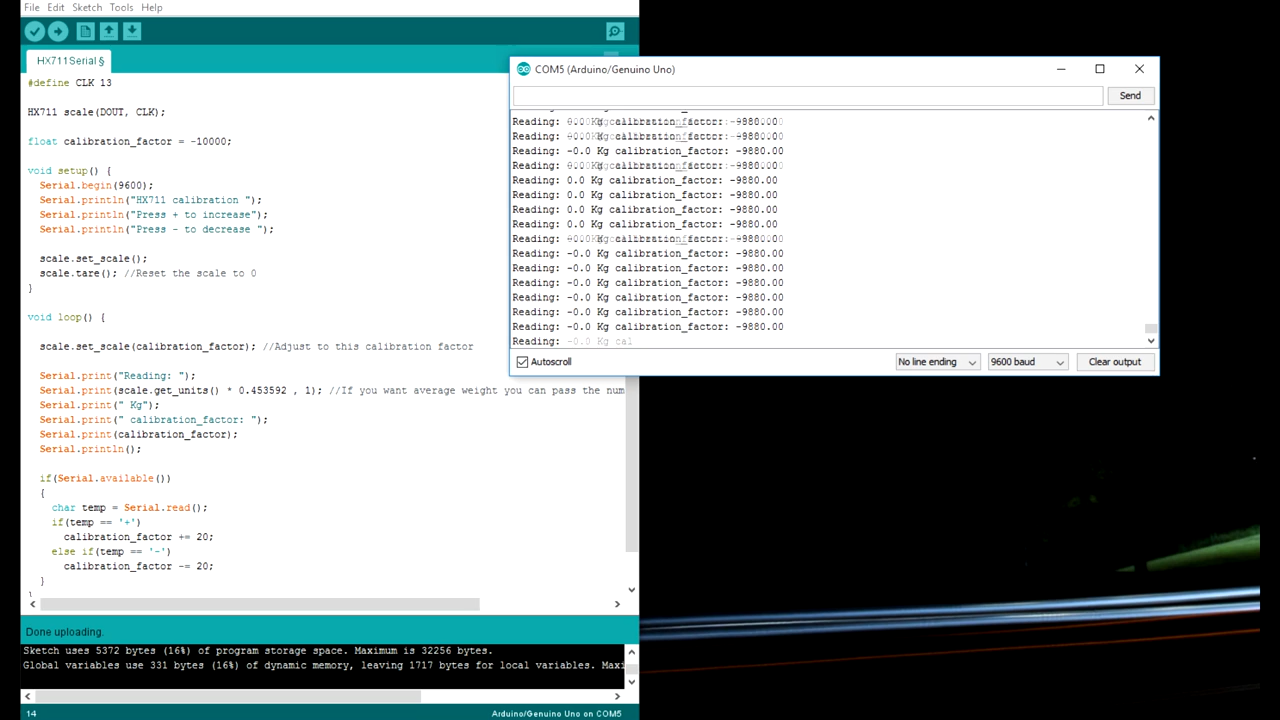 File Edit Sketch Tools Help
HX711Serial §
#define CLK 13
HX711 scale(DOUT, CLK);
float calibration_factor = -10000;
void setup() {
Serial.begin(9600);
Serial.println("HX711 calibration ");
Serial.println("Press + to increase");
Serial.println("Press - to decrease ");
scale.set_scale();
scale.tare(); //Reset the scale to 0
}
void loop() {
scale.set_scale(calibration_factor); //Adjust to this calibration factor
Serial.print("Reading: ");
Serial.print(scale.get_units() * 0.453592 , 1); //If you want average weight you can pass the num
Serial.print(" Kg");
Serial.print(" calibration_factor: ");
Serial.print(calibration_factor);
Serial.println();
if(Serial.available())
{
char temp = Serial.read();
if(temp == '+')
calibration_factor += 20;
else if(temp == '-')
calibration_factor -= 20;
}
Done uploading.
Sketch uses 5372 bytes (16%) of program storage space. Maximum is 32256 bytes.
Global variables use 331 bytes (16%) of dynamic memory, leaving 1717 bytes for local variables. Maxi
14
Arduino/Genuino Uno on COM5
COM5 (Arduino/Genuino Uno)
Send
Reading:
Reading:
Reading: -0.0 Kg calibration_factor: -9880.00
Reading:
Reading: 0.0 Kg calibration_factor: -9880.00
Reading: 0.0 Kg calibration_factor: -9880.00
Reading: 0.0 Kg calibration_factor: -9880.00
Reading: 0.0 Kg calibration_factor: -9880.00
Reading:
Reading: -0.0 Kg calibration_factor: -9880.00
Reading: -0.0 Kg calibration_factor: -9880.00
Reading: -0.0 Kg calibration_factor: -9880.00
Reading: -0.0 Kg calibration_factor: -9880.00
Reading: -0.0 Kg calibration_factor: -9880.00
Reading: -0.0 Kg calibration_factor: -9880.00
Reading: -0.0 Kg cal
Autoscroll
No line ending
9600 baud
Clear output